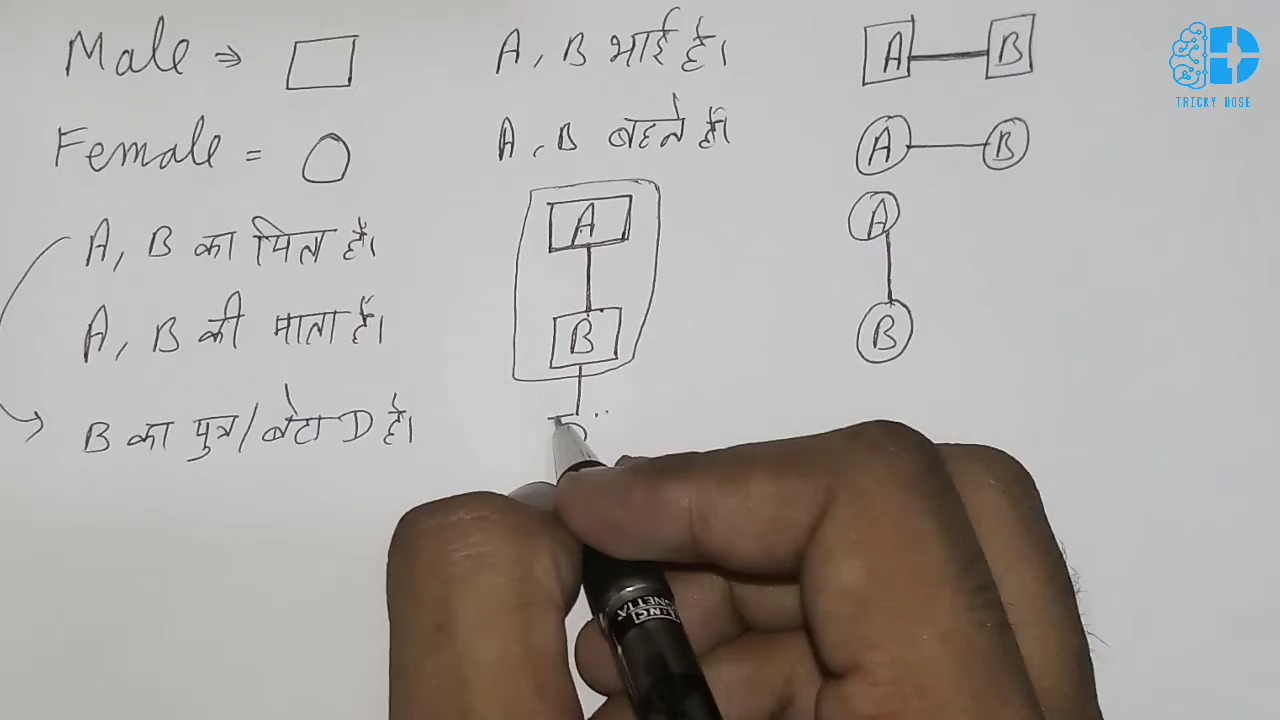 Male ⇒ □
A, B भाई है।
A B
Female = ○
A, B बहने हैं।
A B
A, B का पिता है।
A
B
A
B
A, B की माता है।
B का पुत्र/बेटा D है।
D
TRICKY DOSE